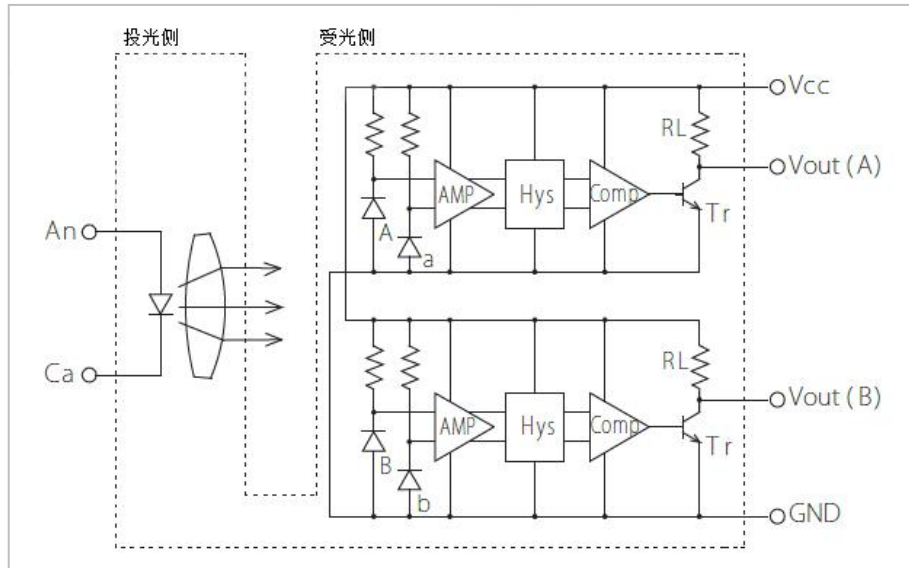 投光側
受光側
Vcc
RL
Vout (A)
AMP
Hys
Comp
Tr
A
a
An
Ca
RL
Vout (B)
AMP
Hys
Comp
Tr
B
b
GND